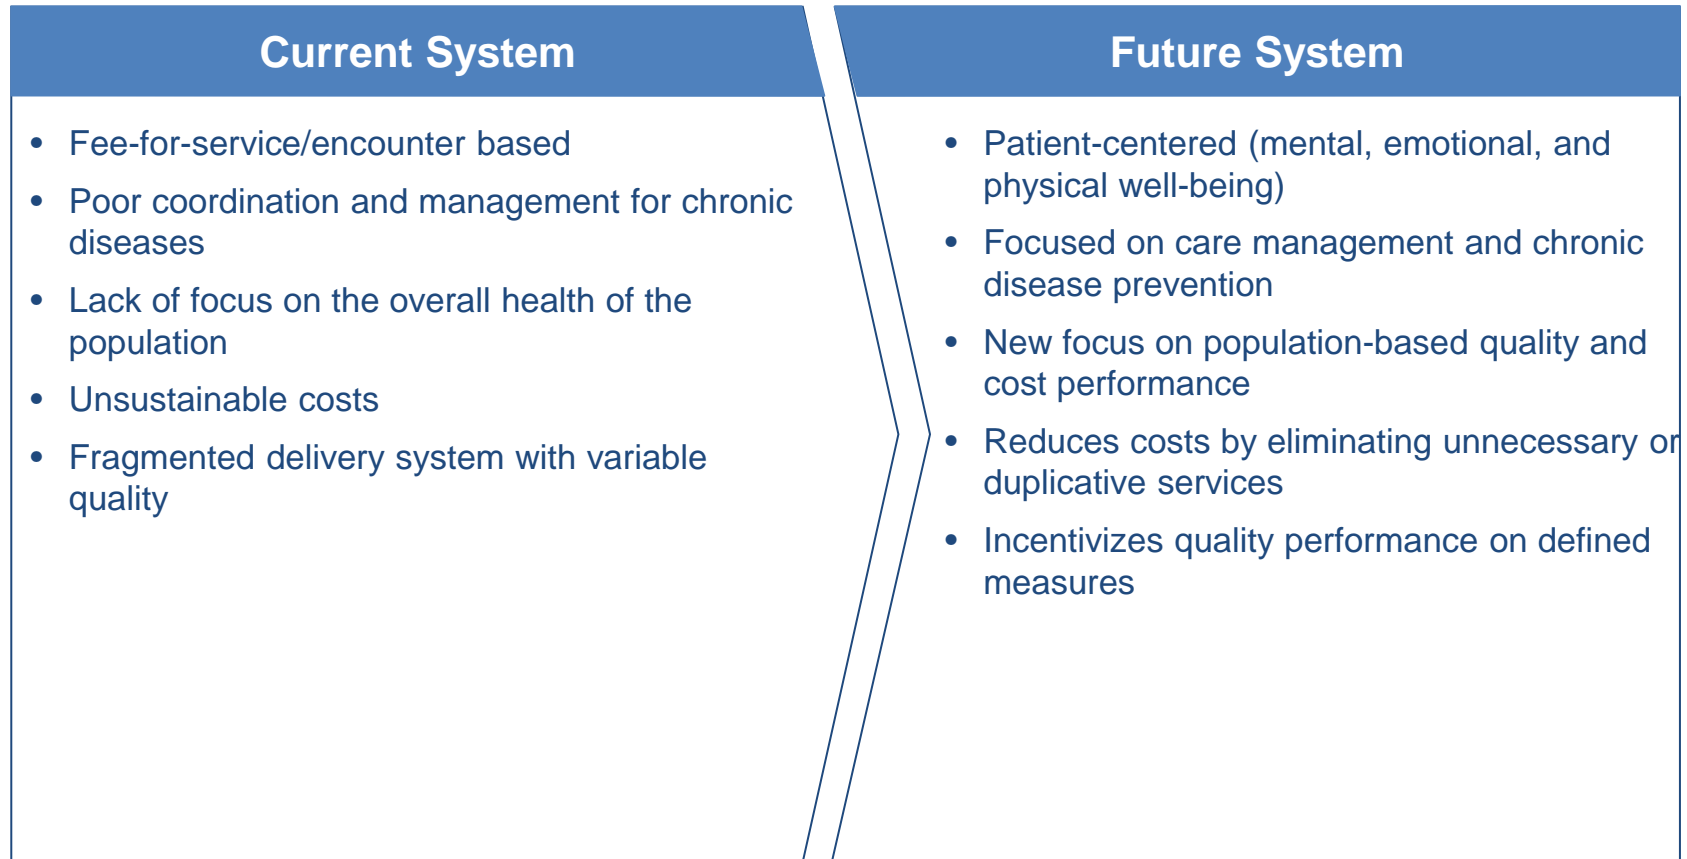 Current System
• Fee-for-service/encounter based
• Poor coordination and management for chronic
diseases
• Lack of focus on the overall health of the
population
• Unsustainable costs
• Fragmented delivery system with variable
quality
Future System
• Patient-centered (mental, emotional, and
physical well-being)
• Focused on care management and chronic
disease prevention
• New focus on population-based quality and
cost performance
• Reduces costs by eliminating unnecessary or
duplicative services
• Incentivizes quality performance on defined
measures